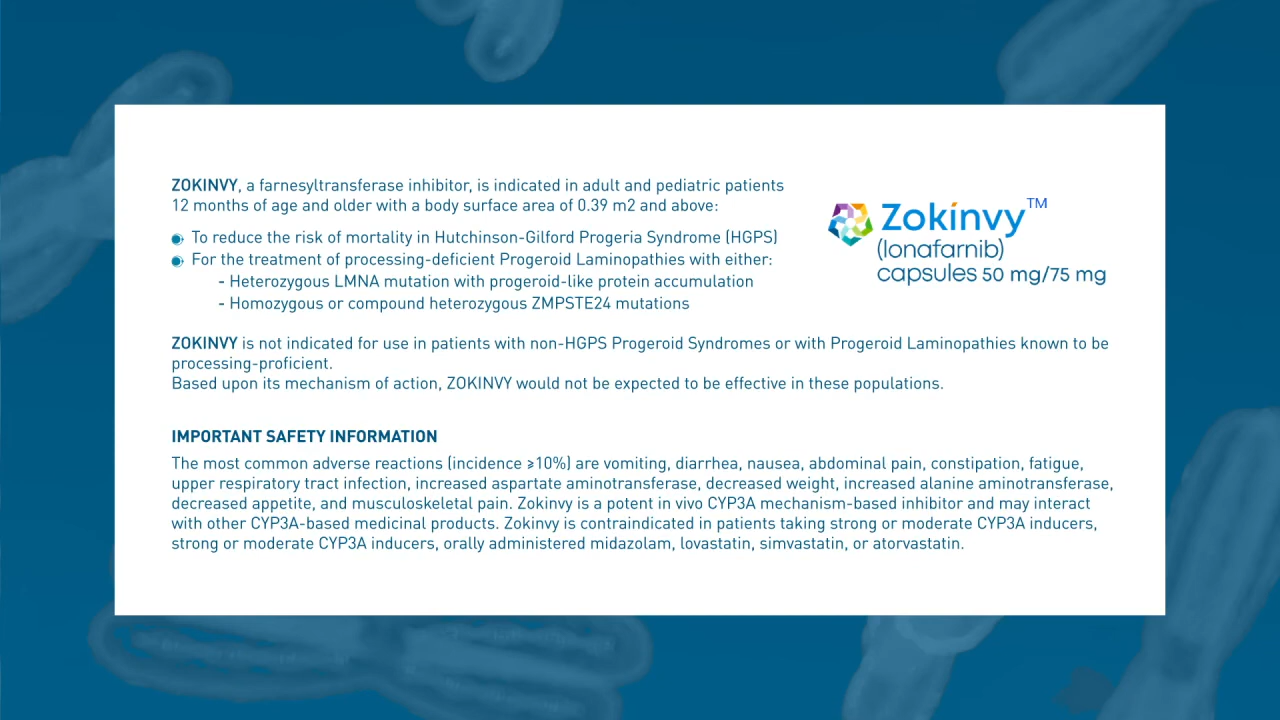 ZOKINVY, a farnesyltransferase inhibitor, is indicated in adult and pediatric patients
12 months of age and older with a body surface area of 0.39 m2 and above:
To reduce the risk of mortality in Hutchinson-Gilford Progeria Syndrome (HGPS)
For the treatment of processing-deficient Progeroid Laminopathies with either:
- Heterozygous LMNA mutation with progeroid-like protein accumulation
- Homozygous or compound heterozygous ZMPSTE24 mutations
Zokinvy™
(lonafarnib)
capsules 50 mg/75 mg
ZOKINVY is not indicated for use in patients with non-HGPS Progeroid Syndromes or with Progeroid Laminopathies known to be
processing-proficient.
Based upon its mechanism of action, ZOKINVY would not be expected to be effective in these populations.
IMPORTANT SAFETY INFORMATION
The most common adverse reactions (incidence ≥10%) are vomiting, diarrhea, nausea, abdominal pain, constipation, fatigue,
upper respiratory tract infection, increased aspartate aminotransferase, decreased weight, increased alanine aminotransferase,
decreased appetite, and musculoskeletal pain. Zokinvy is a potent in vivo CYP3A mechanism-based inhibitor and may interact
with other CYP3A-based medicinal products. Zokinvy is contraindicated in patients taking strong or moderate CYP3A inducers,
strong or moderate CYP3A inducers, orally administered midazolam, lovastatin, simvastatin, or atorvastatin.